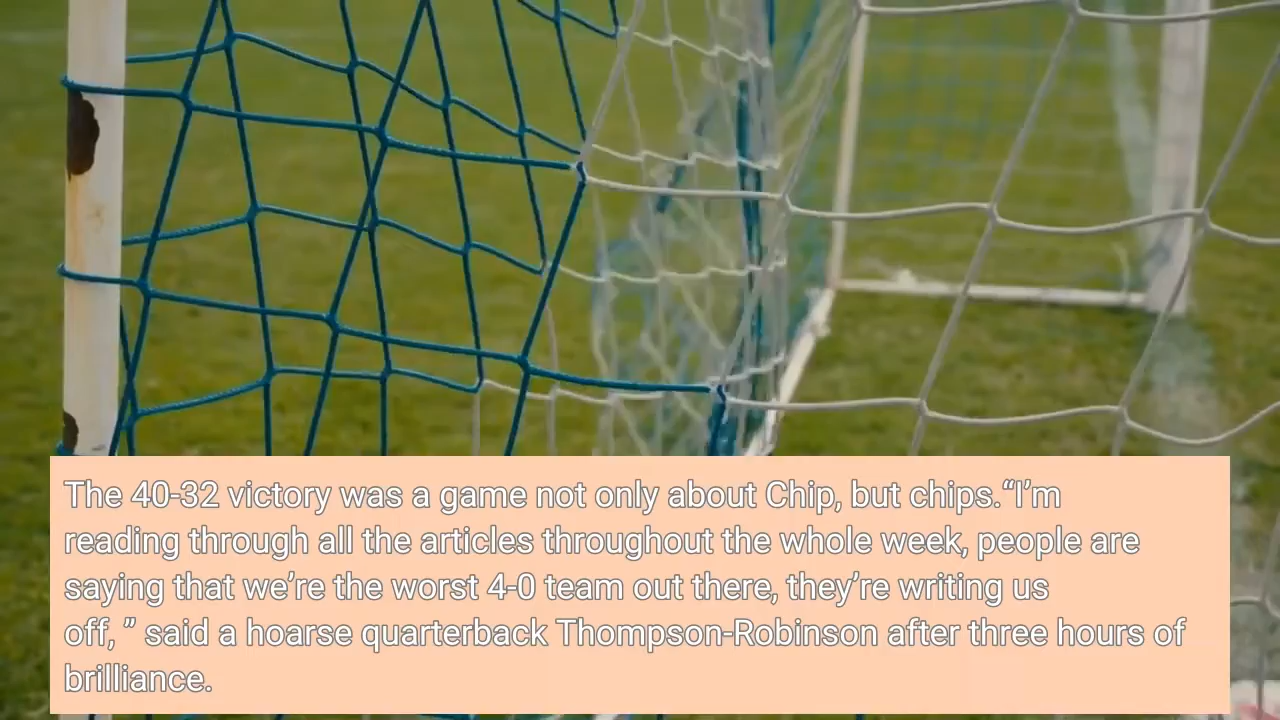 The 40-32 victory was a game not only about Chip, but chips.“I’m
reading through all the articles throughout the whole week, people are
saying that we’re the worst 4-0 team out there, they’re writing us
off, ” said a hoarse quarterback Thompson-Robinson after three hours of
brilliance.